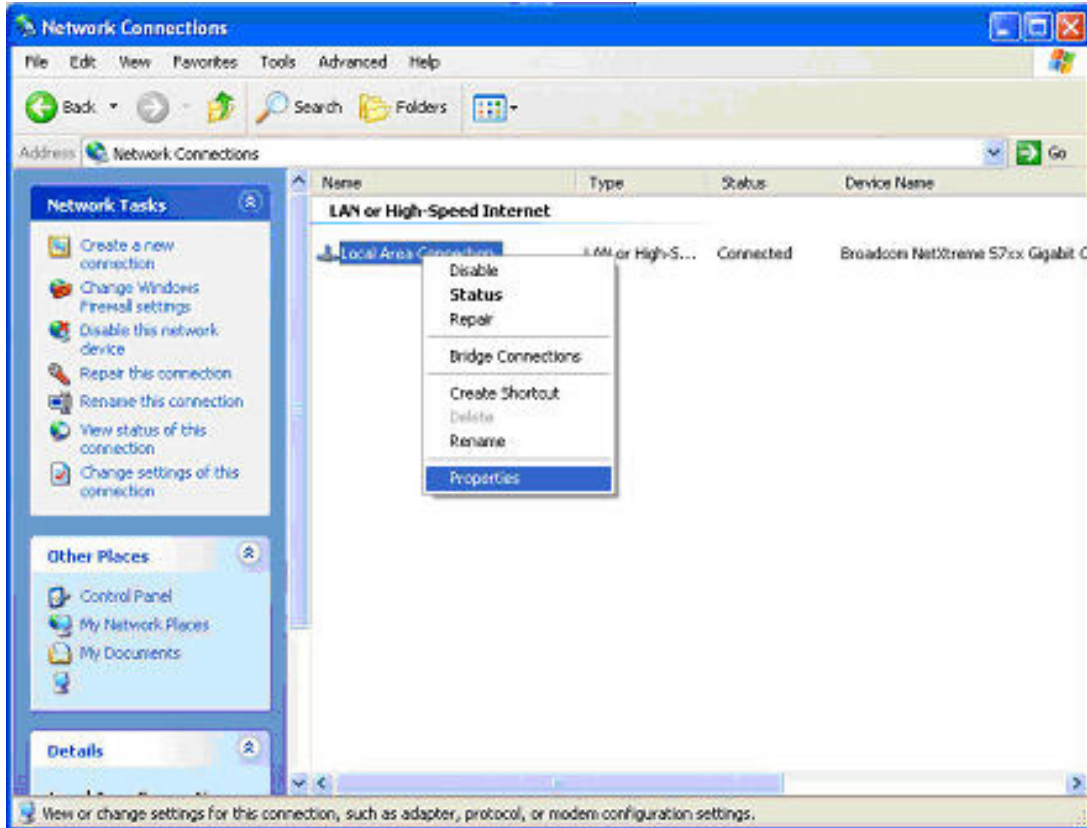 Network Connections
File Edit View Favorites Tools Advanced Help
Back Search Folders
Address Network Connections Go
Network Tasks
Create a new
connection
Change Windows
Firewall settings
Disable this network
device
Repair this connection
Rename this connection
View status of this
connection
Change settings of this
connection
Other Places
Control Panel
My Network Places
My Documents
Details
Name Type Status Device Name
LAN or High-Speed Internet
Local Area Connection LAN or High-S... Connected Broadcom NetXtreme 57xx Gigabit C
Disable
Status
Repair
Bridge Connections
Create Shortcut
Delete
Rename
Properties
View or change settings for this connection, such as adapter, protocol, or modem configuration settings.